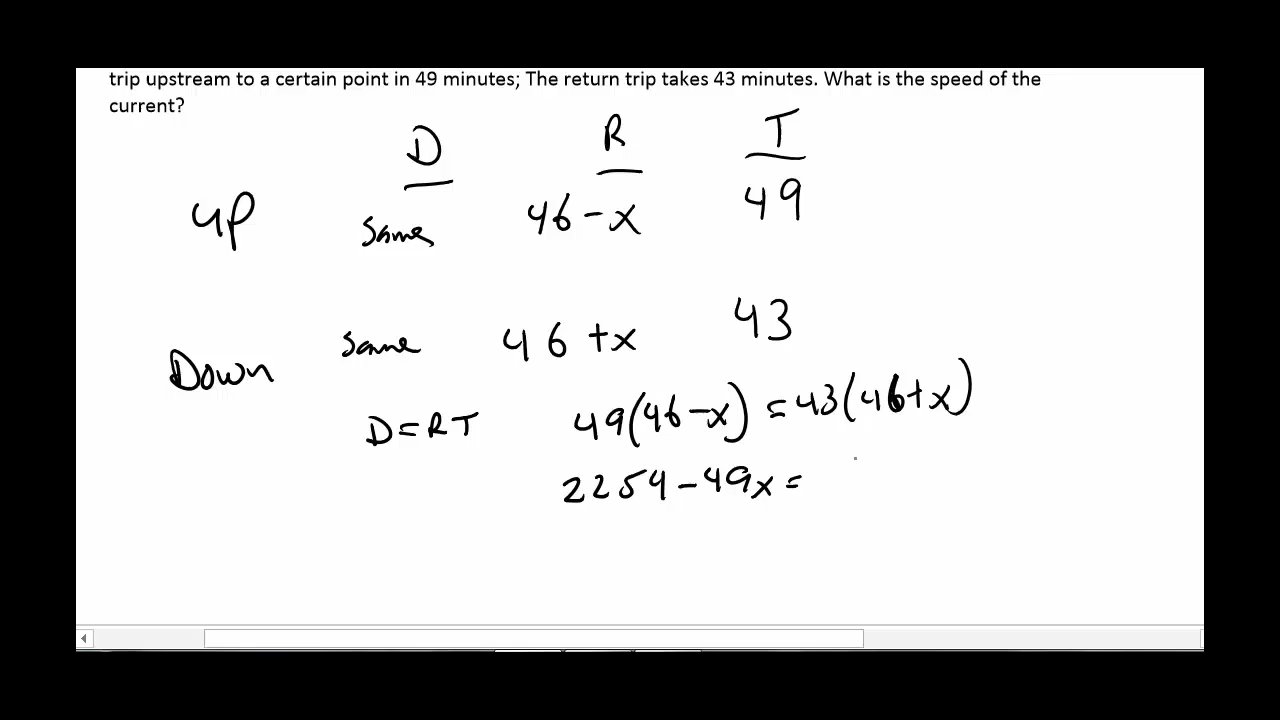 trip upstream to a certain point in 49 minutes; The return trip takes 43 minutes. What is the speed of the
current?
D R T
up same 46-x 49
Down same 46+x 43
D=RT 49(46-x)=43(46+x)
2254-49x=